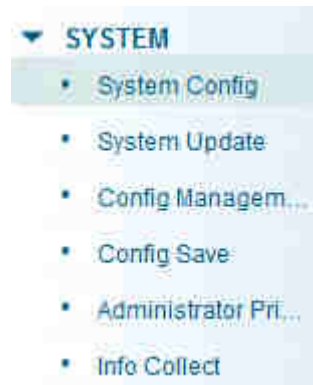 SYSTEM
System Config
System Update
Config Managem...
Config Save
Administrator Pri...
Info Collect